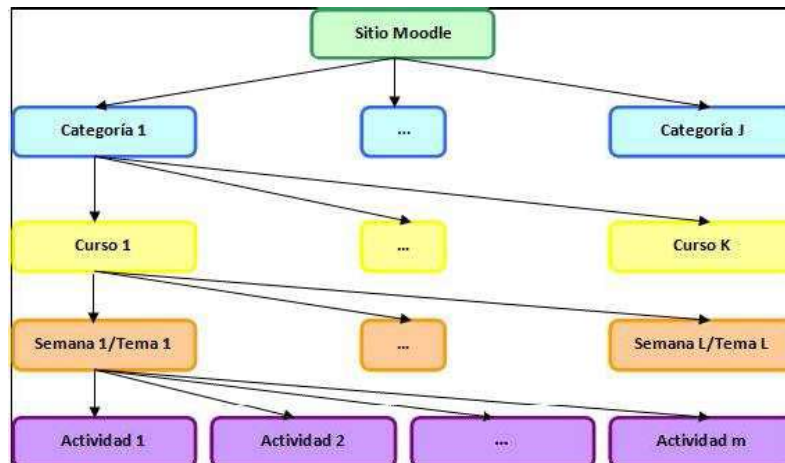 Sitio Moodle
Categoría 1
...
Categoría J
Curso 1
...
Curso K
Semana 1/Tema 1
...
Semana L/Tema L
Actividad 1
Actividad 2
...
Actividad m